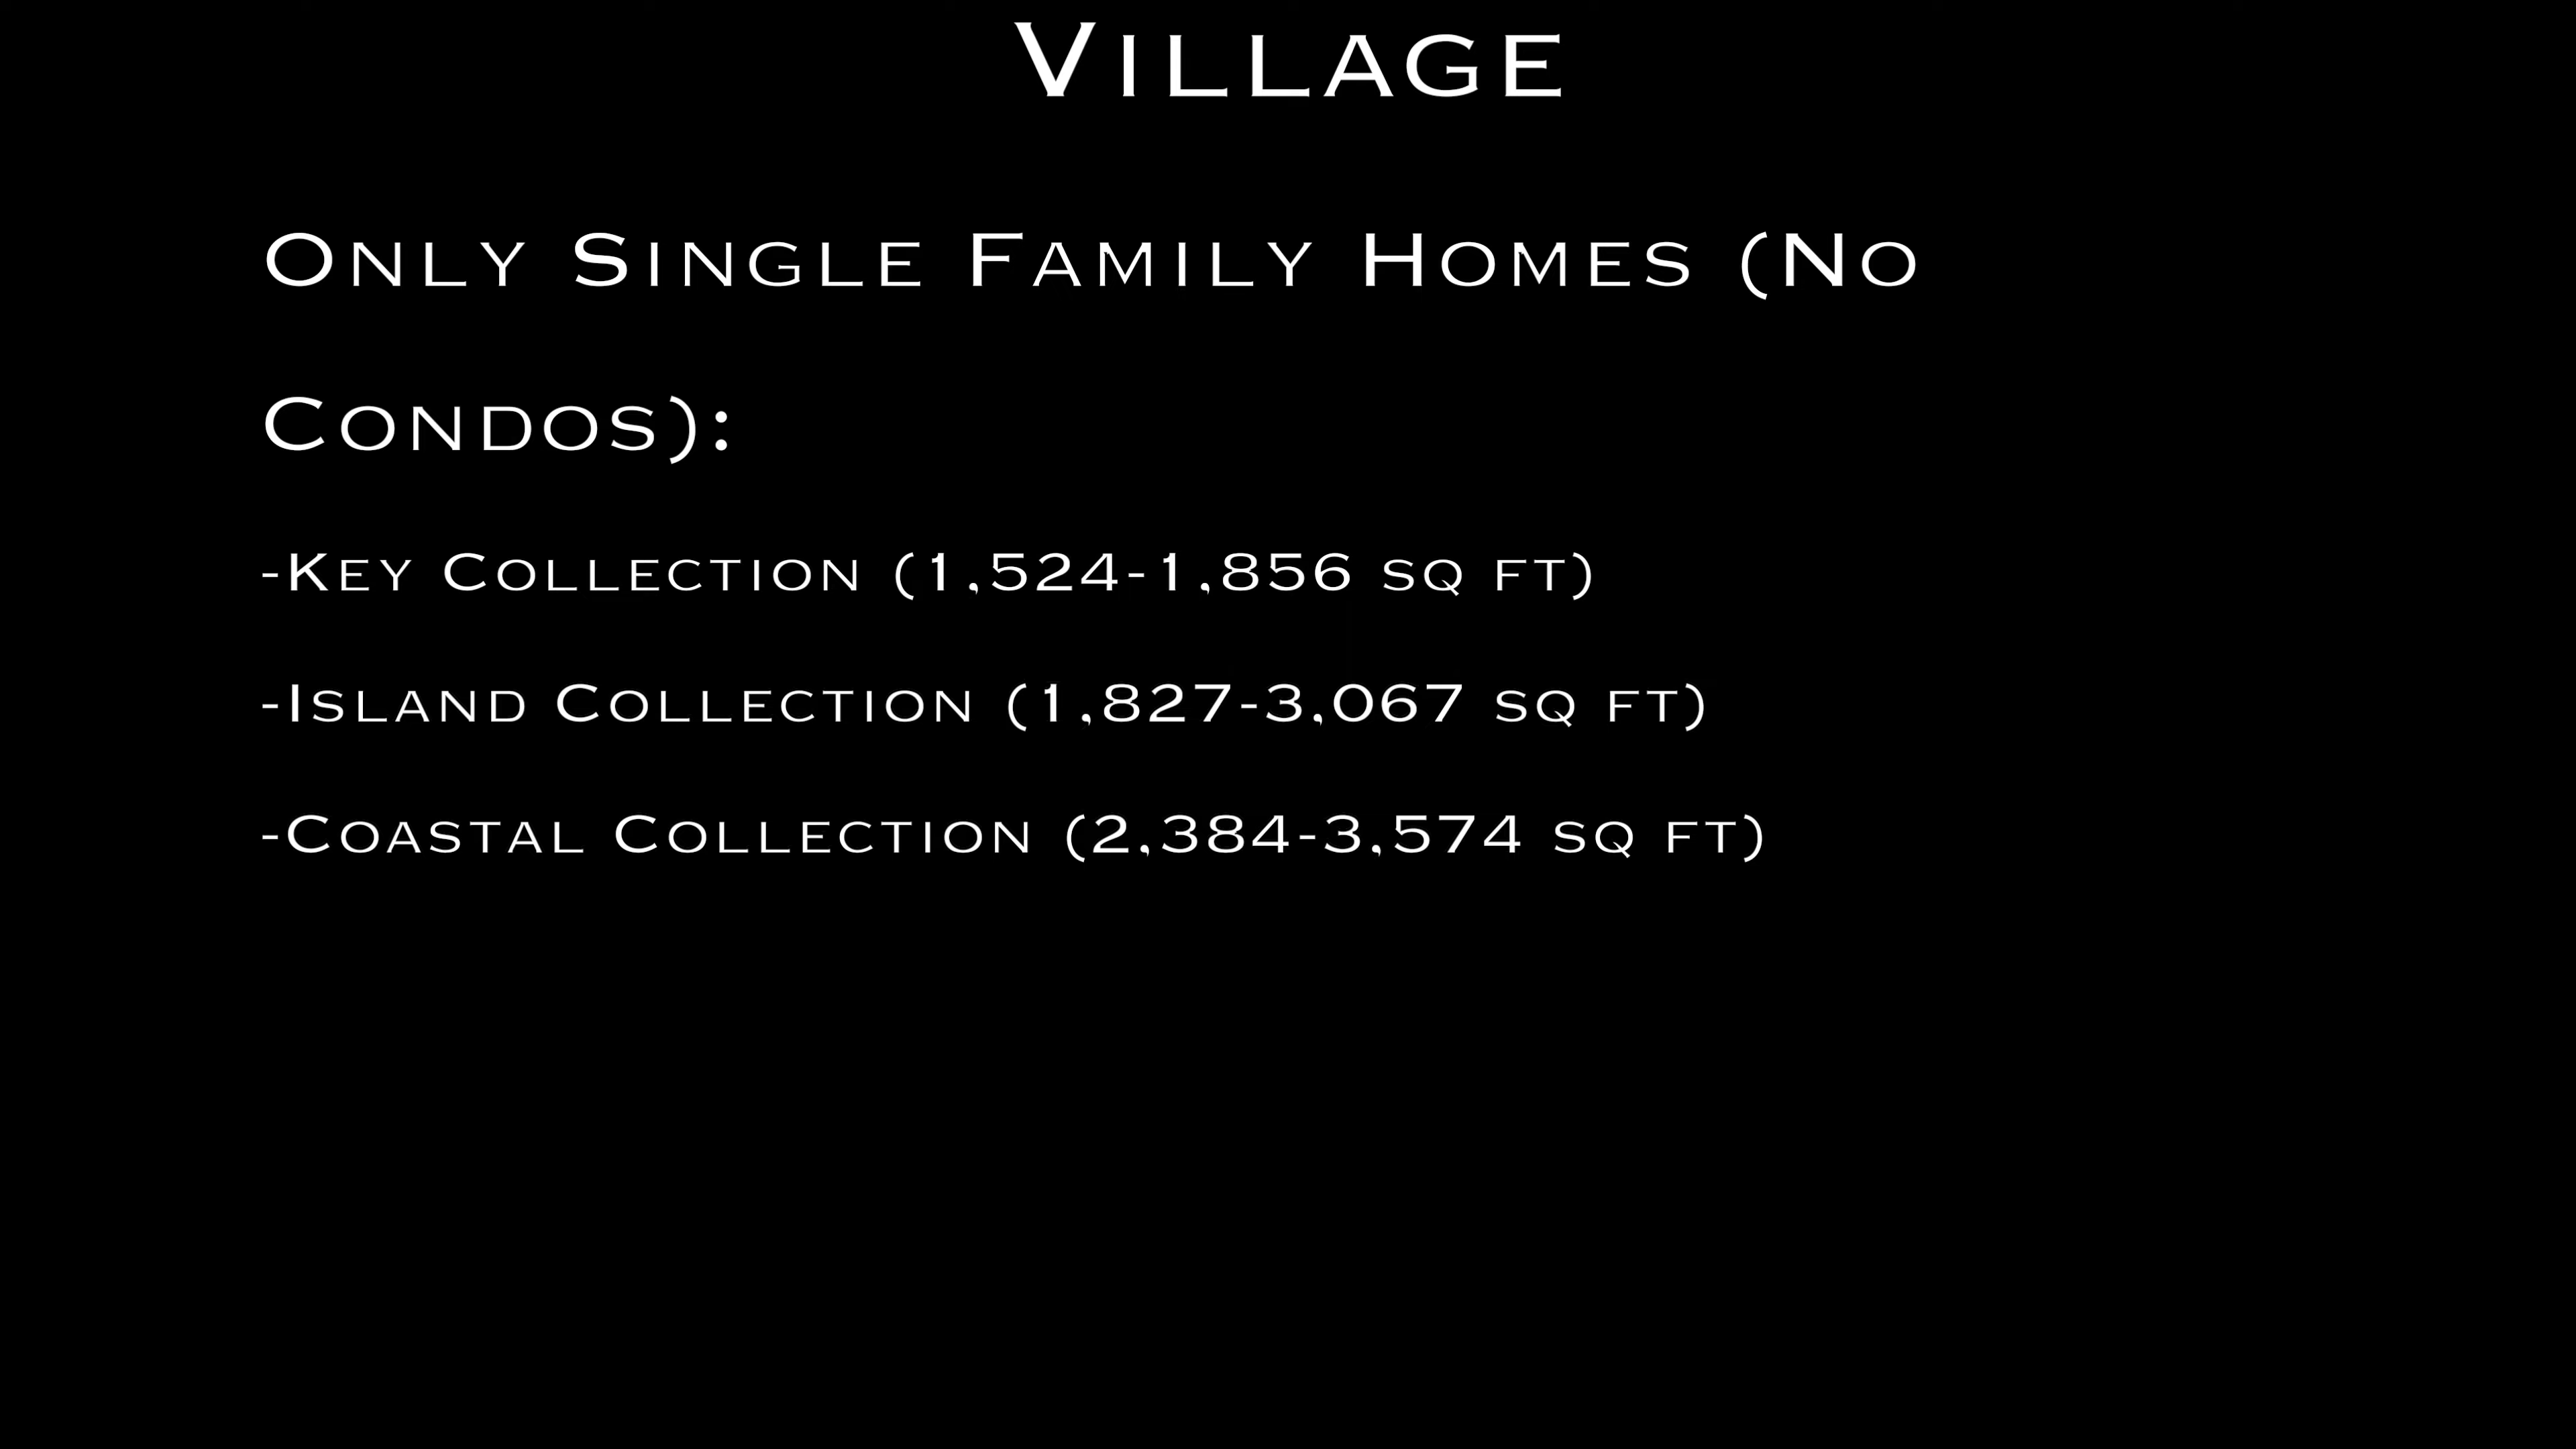 Village
Only Single Family Homes (No
Condos):
-Key Collection (1,524-1,856 sq ft)
-Island Collection (1,827-3,067 sq ft)
-Coastal Collection (2,384-3,574 sq ft)